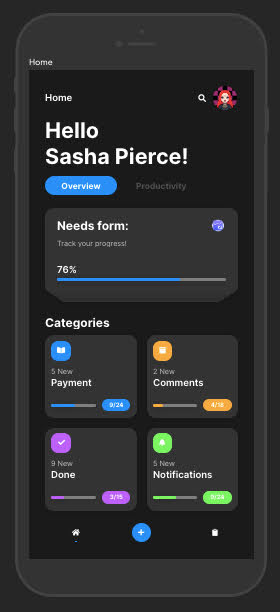 Home
Home
Hello
Sasha Pierce!
Overview
Productivity
Needs form:
Track your progress!
76%
Categories
5 New
Payment
9/24
2 New
Comments
4/18
9 New
Done
3/15
5 New
Notifications
9/24